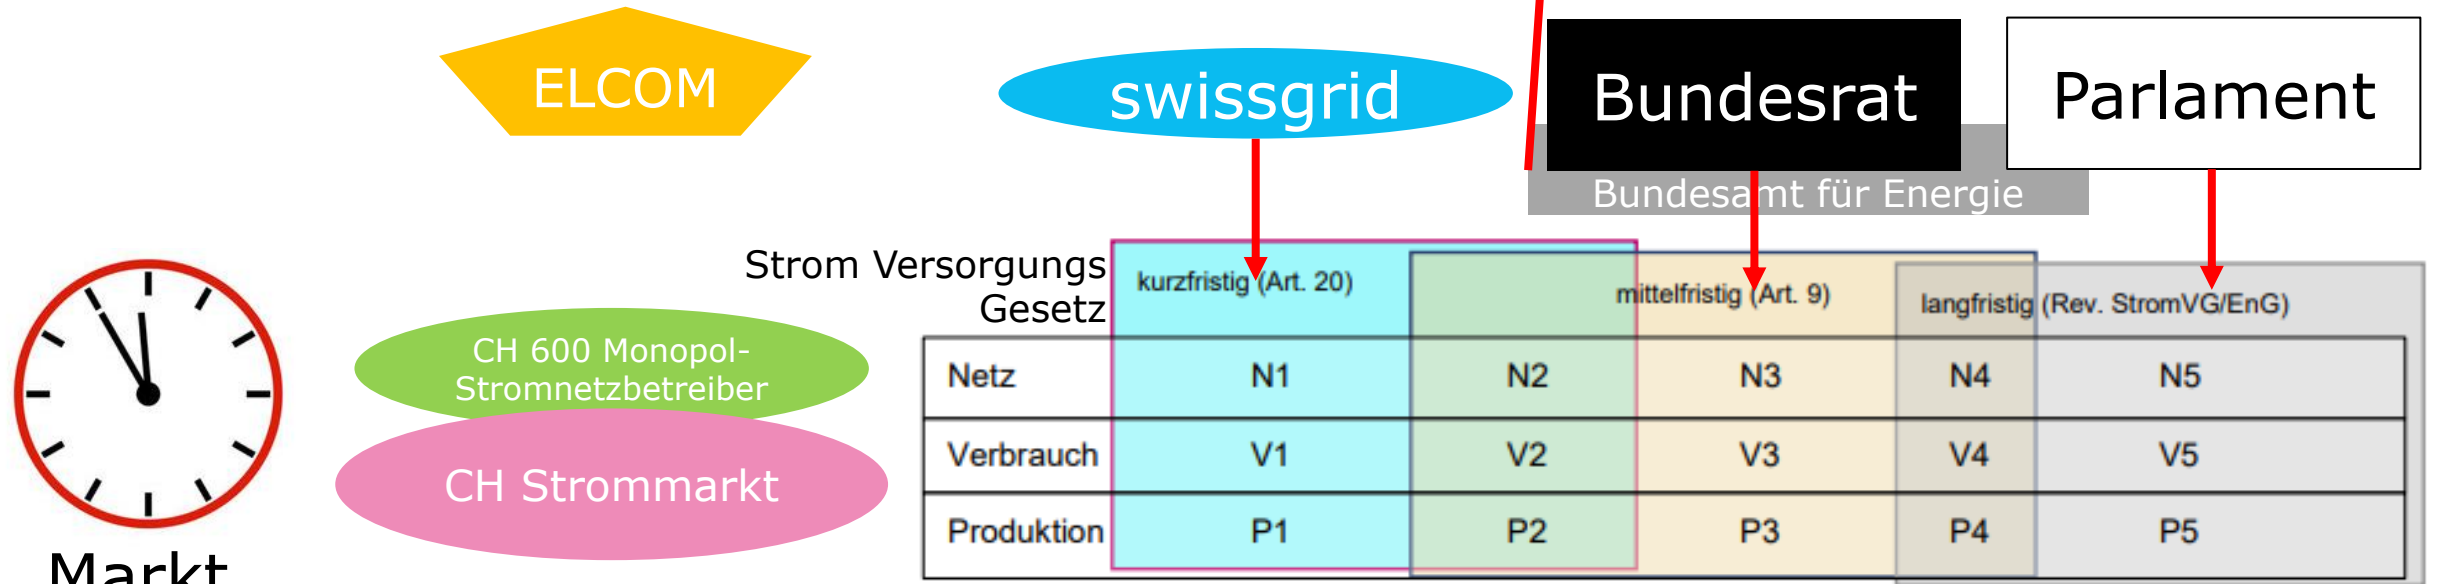 ELCOM
swissgrid
Bundesrat
Parlament
Bundesamt für Energie
Strom Versorgungs
Gesetz
kurzfristig (Art. 20)
mittelfristig (Art. 9)
langfristig (Rev. StromVG/EnG)
CH 600 Monopol-
Stromnetzbetreiber
CH Strommarkt
Netz N1 N2 N3 N4 N5
Verbrauch V1 V2 V3 V4 V5
Produktion P1 P2 P3 P4 P5
Markt